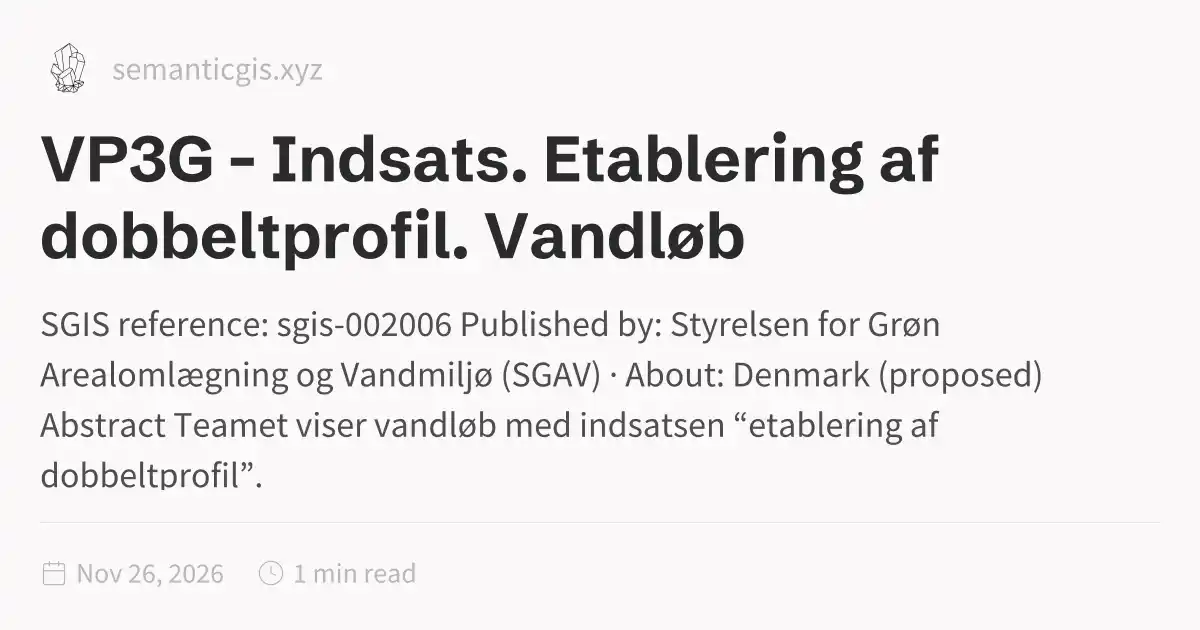 semanticgis.xyz
VP3G - Indsats. Etablering af
dobbeltprofil. Vandløb
SGIS reference: sgis-002006 Published by: Styrelsen for Grøn
Arealomlægning og Vandmiljø (SGAV) · About: Denmark (proposed)
Abstract Teamet viser vandløb med indsatsen “etablering af
dobbeltprofil”.
Nov 26, 2026
1 min read